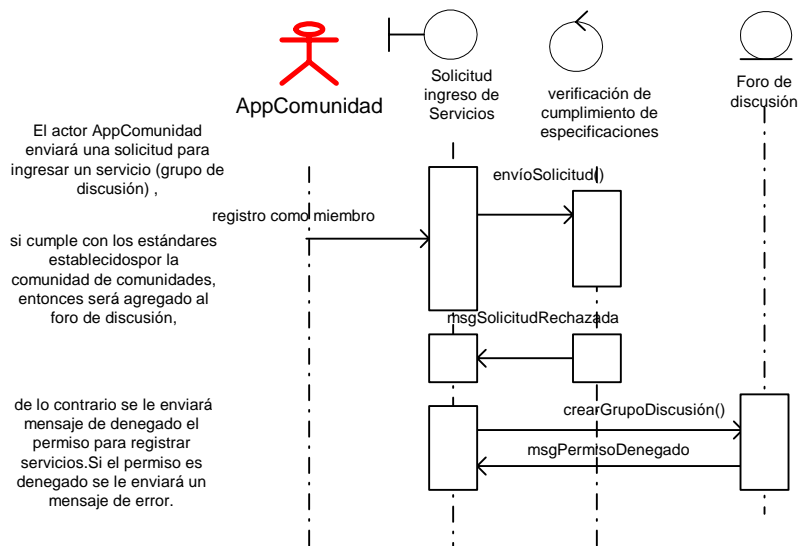 AppComunidad
Solicitud
ingreso de
Servicios
verificación de
cumplimiento de
especificaciones
Foro de
discusión
El actor AppComunidad
enviará una solicitud para
ingresar un servicio (grupo de
discusión) ,
si cumple con los estándares
establecidospor la
comunidad de comunidades,
entonces será agregado al
foro de discusión,
de lo contrario se le enviará
mensaje de denegado el
permiso para registrar
servicios.Si el permiso es
denegado se le enviará un
mensaje de error.
envíoSolicitud()
registro como miembro
msgSolicitudRechazada
crearGrupoDiscusión()
msgPermisoDenegado